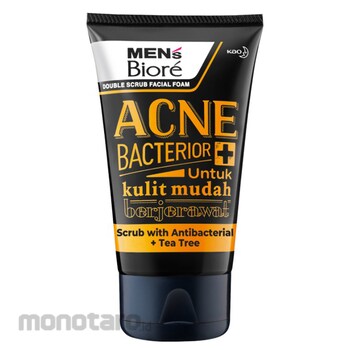 MEN's
Bioré
Kao
DOUBLE SCRUB FACIAL FOAM
ACNE
BACTERIOR+
Untuk
kulit mudah
berjerawat
Scrub with Antibacterial
+ Tea Tree
monotaro